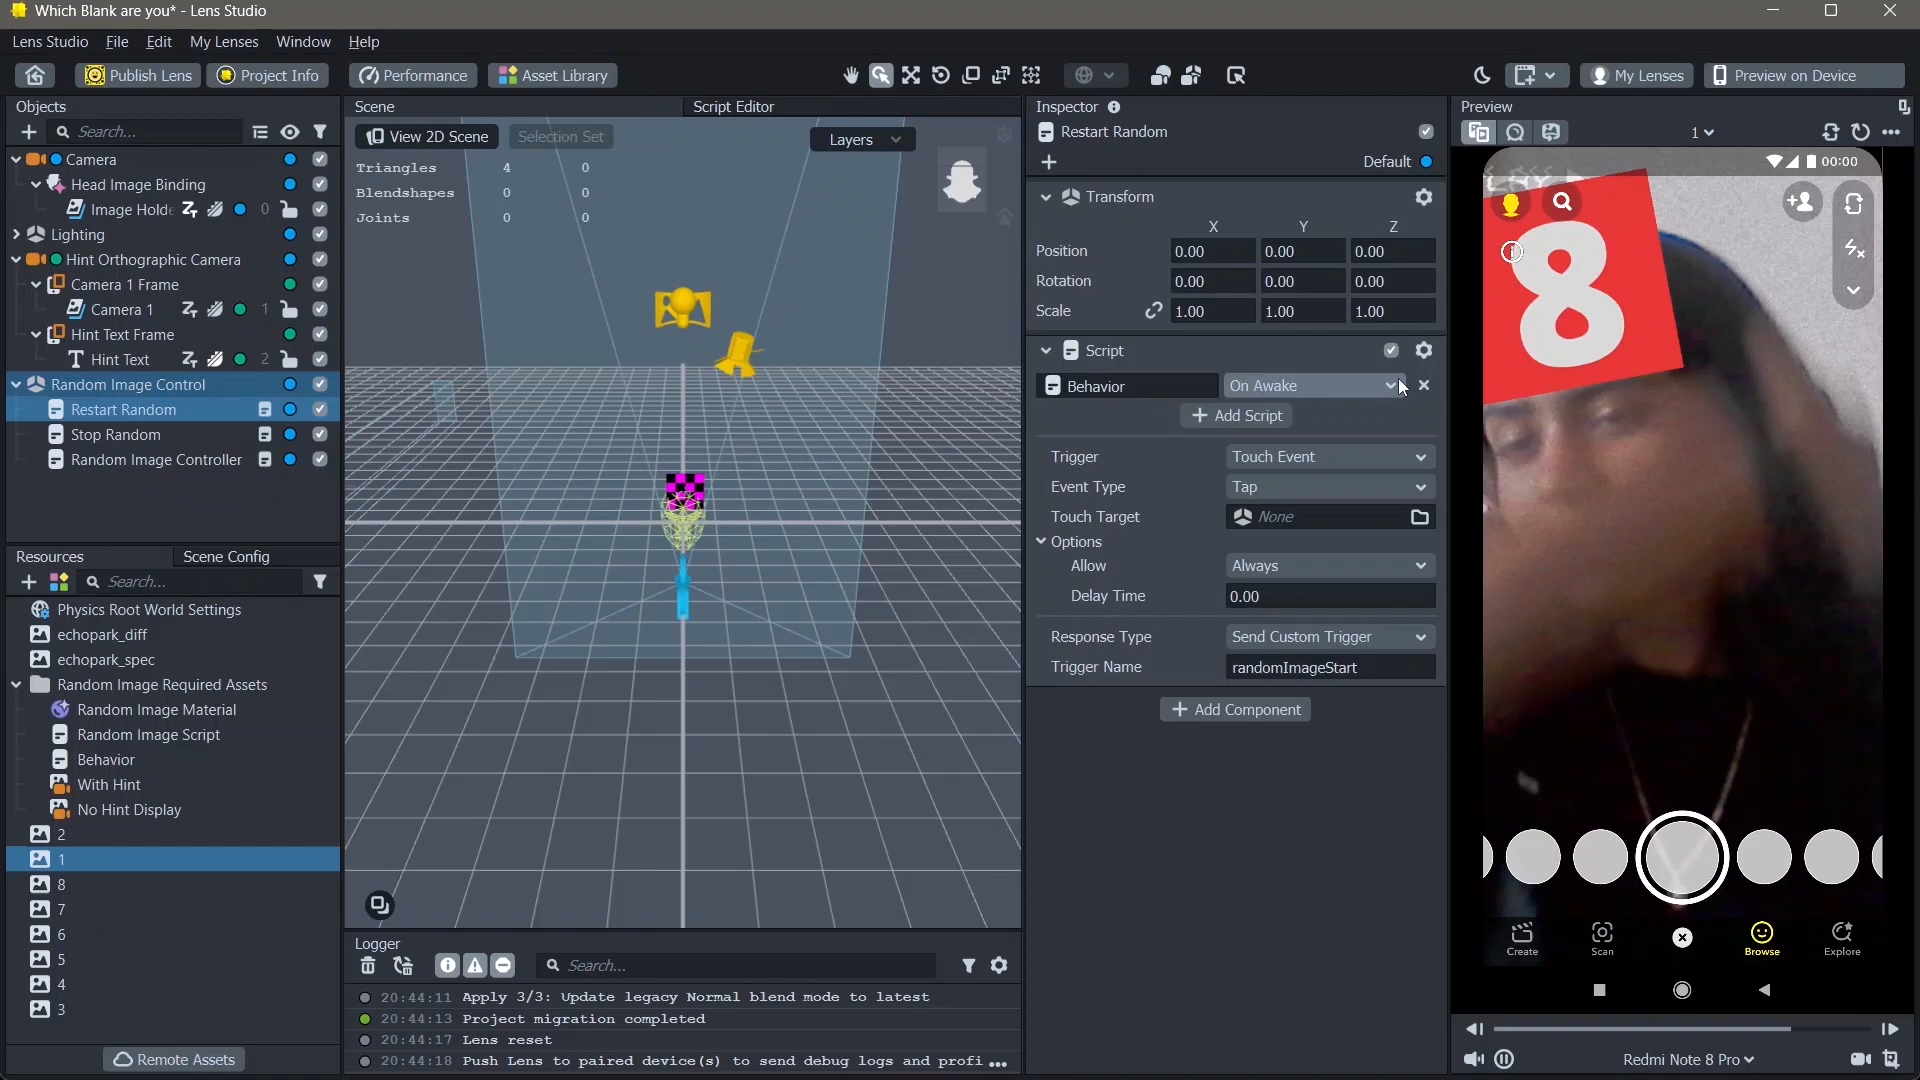 Which Blank are you* - Lens Studio
Lens Studio File Edit My Lenses Window Help
Publish Lens Project Info Performance Asset Library My Lenses Preview on Device
Objects
Search...
Camera
Head Image Binding
Image Holde 0
Lighting
Hint Orthographic Camera
Camera 1 Frame
Camera 1 1
Hint Text Frame
Hint Text 2
Random Image Control
Restart Random
Stop Random
Random Image Controller
Resources Scene Config
Search...
Physics Root World Settings
echopark_diff
echopark_spec
Random Image Required Assets
Random Image Material
Random Image Script
Behavior
With Hint
No Hint Display
2
1
8
7
6
5
4
3
Remote Assets
Scene Script Editor
View 2D Scene Selection Set Layers
Triangles 4 0
Blendshapes 0 0
Joints 0 0
Logger
Search...
20:44:11 Apply 3/3: Update legacy Normal blend mode to latest
20:44:13 Project migration completed
20:44:17 Lens reset
20:44:18 Push Lens to paired device(s) to send debug logs and profi...
Inspector
Restart Random
Default
Transform
X Y Z
Position 0.00 0.00 0.00
Rotation 0.00 0.00 0.00
Scale 1.00 1.00 1.00
Script
Behavior On Awake
+ Add Script
Trigger Touch Event
Event Type Tap
Touch Target None
Options
Allow Always
Delay Time 0.00
Response Type Send Custom Trigger
Trigger Name randomImageStart
+ Add Component
Preview
1
00:00
8
Create Scan Browse Explore
Redmi Note 8 Pro